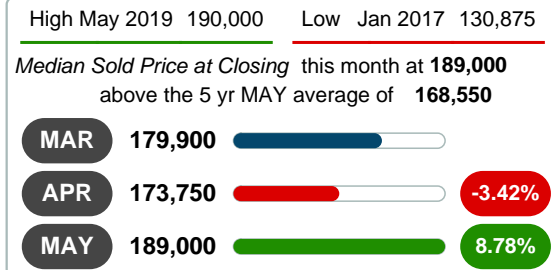 High May 2019 190,000 Low Jan 2017 130,875
Median Sold Price at Closing this month at 189,000
above the 5 yr MAY average of 168,550
MAR 179,900
APR 173,750 -3.42%
MAY 189,000 8.78%